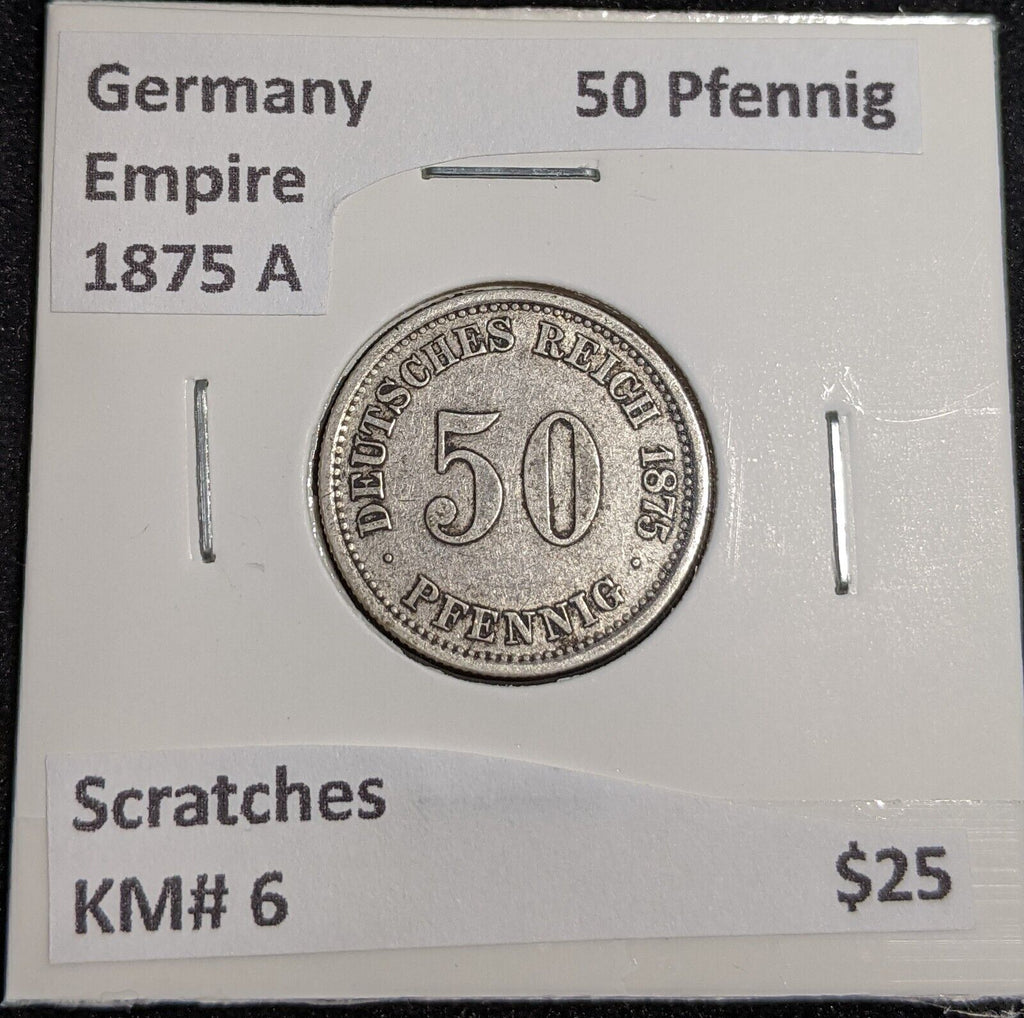 Germany 50 Pfennig
Empire
1875 A
DEUTSCHES REICH 1875
50
· PFENNIG ·
Scratches
KM# 6 $25